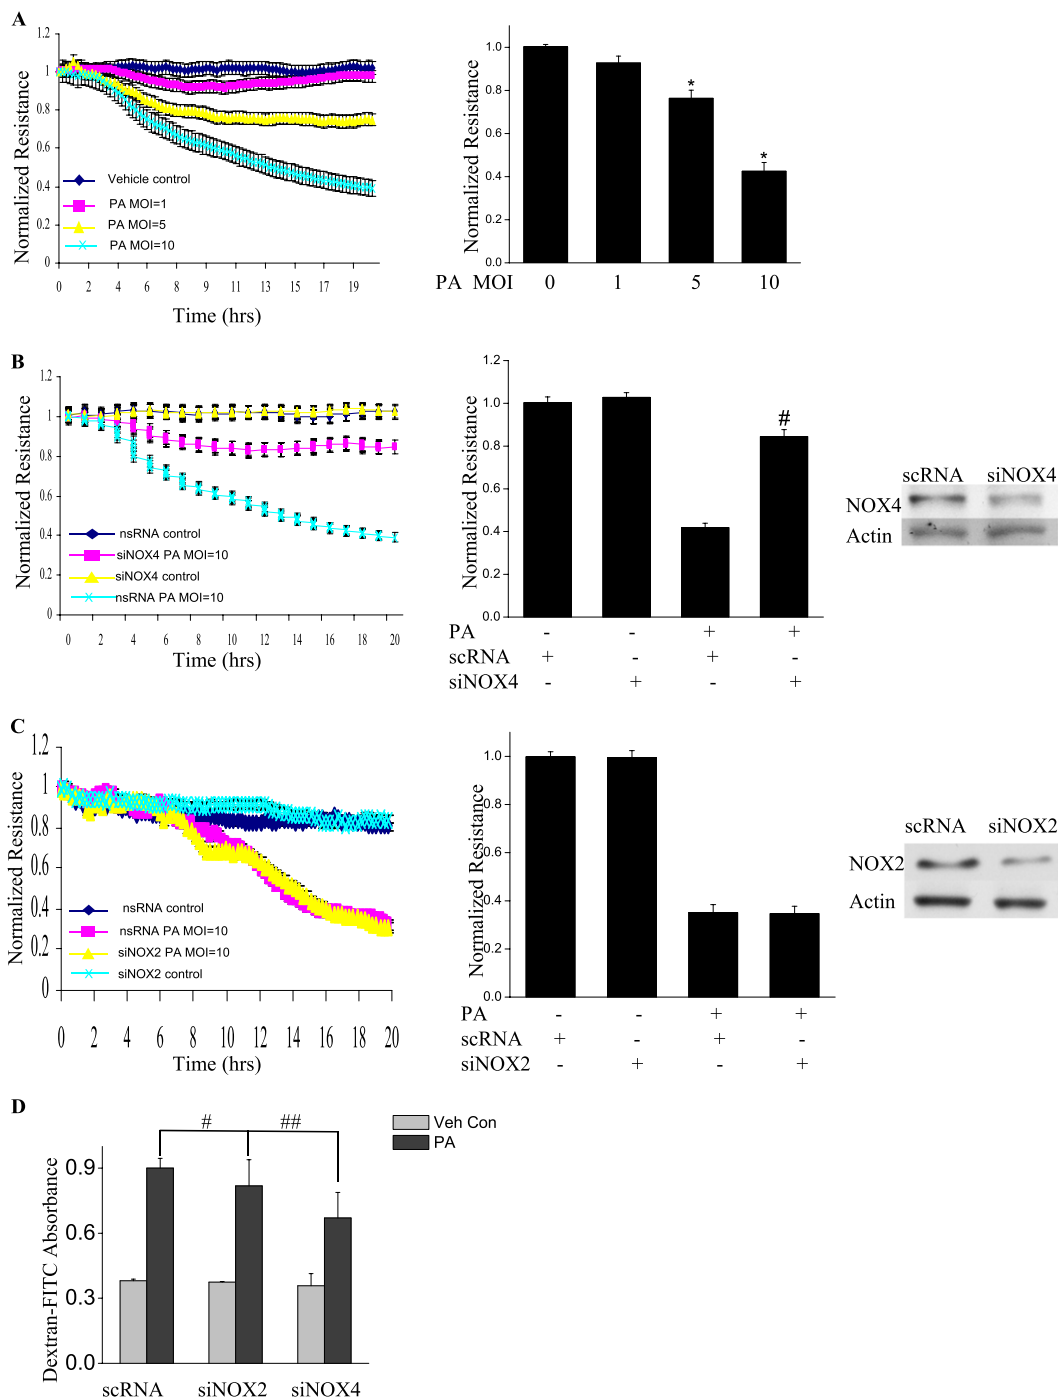 A
Normalized Resistance
1.2
1
0.8
0.6
0.4
0.2
0
Vehicle control
PA MOI=1
PA MOI=5
PA MOI=10
0 2 4 6 8 9 11 13 15 17 19
Time (hrs)
Normalized Resistance
1.0
0.8
0.6
0.4
0.2
0.0
* *
PA MOI 0 1 5 10
B
Normalized Resistance
1.2
1
0.8
0.6
0.4
0.2
0
nsRNA control
siNOX4 PA MOI=10
siNOX4 control
nsRNA PA MOI=10
0 2 4 6 8 10 12 14 16 18 20
Time (hrs)
Normalized Resistance
1.2
1.0
0.8
0.6
0.4
0.2
0.0
#
PA - - + +
scRNA + - + -
siNOX4 - + - +
scRNA siNOX4
NOX4
Actin
C
Normalized Resistance
1.2
1
0.8
0.6
0.4
0.2
0
nsRNA control
nsRNA PA MOI=10
siNOX2 PA MOI=10
siNOX2 control
0 2 4 6 8 10 12 14 16 18 20
Time (hrs)
Normalized Resistance
1.0
0.8
0.6
0.4
0.2
0.0
PA - - + +
scRNA + - + -
siNOX2 - + - +
scRNA siNOX2
NOX2
Actin
D
Dextran-FITC Absorbance
0.9
0.6
0.3
0.0
# ##
Veh Con
PA
scRNA siNOX2 siNOX4